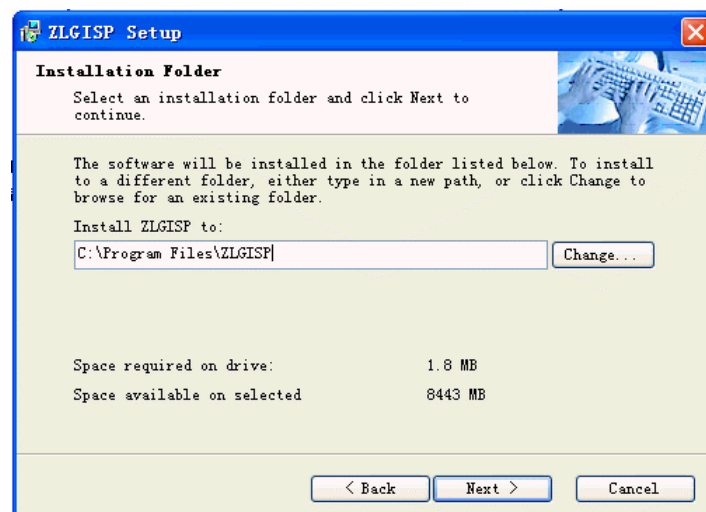 ZLGISP Setup
Installation Folder
Select an installation folder and click Next to
continue.
The software will be installed in the folder listed below. To install
to a different folder, either type in a new path, or click Change to
browse for an existing folder.
Install ZLGISP to:
C:\Program Files\ZLGISP
Change...
Space required on drive: 1.8 MB
Space available on selected 8443 MB
< Back Next > Cancel